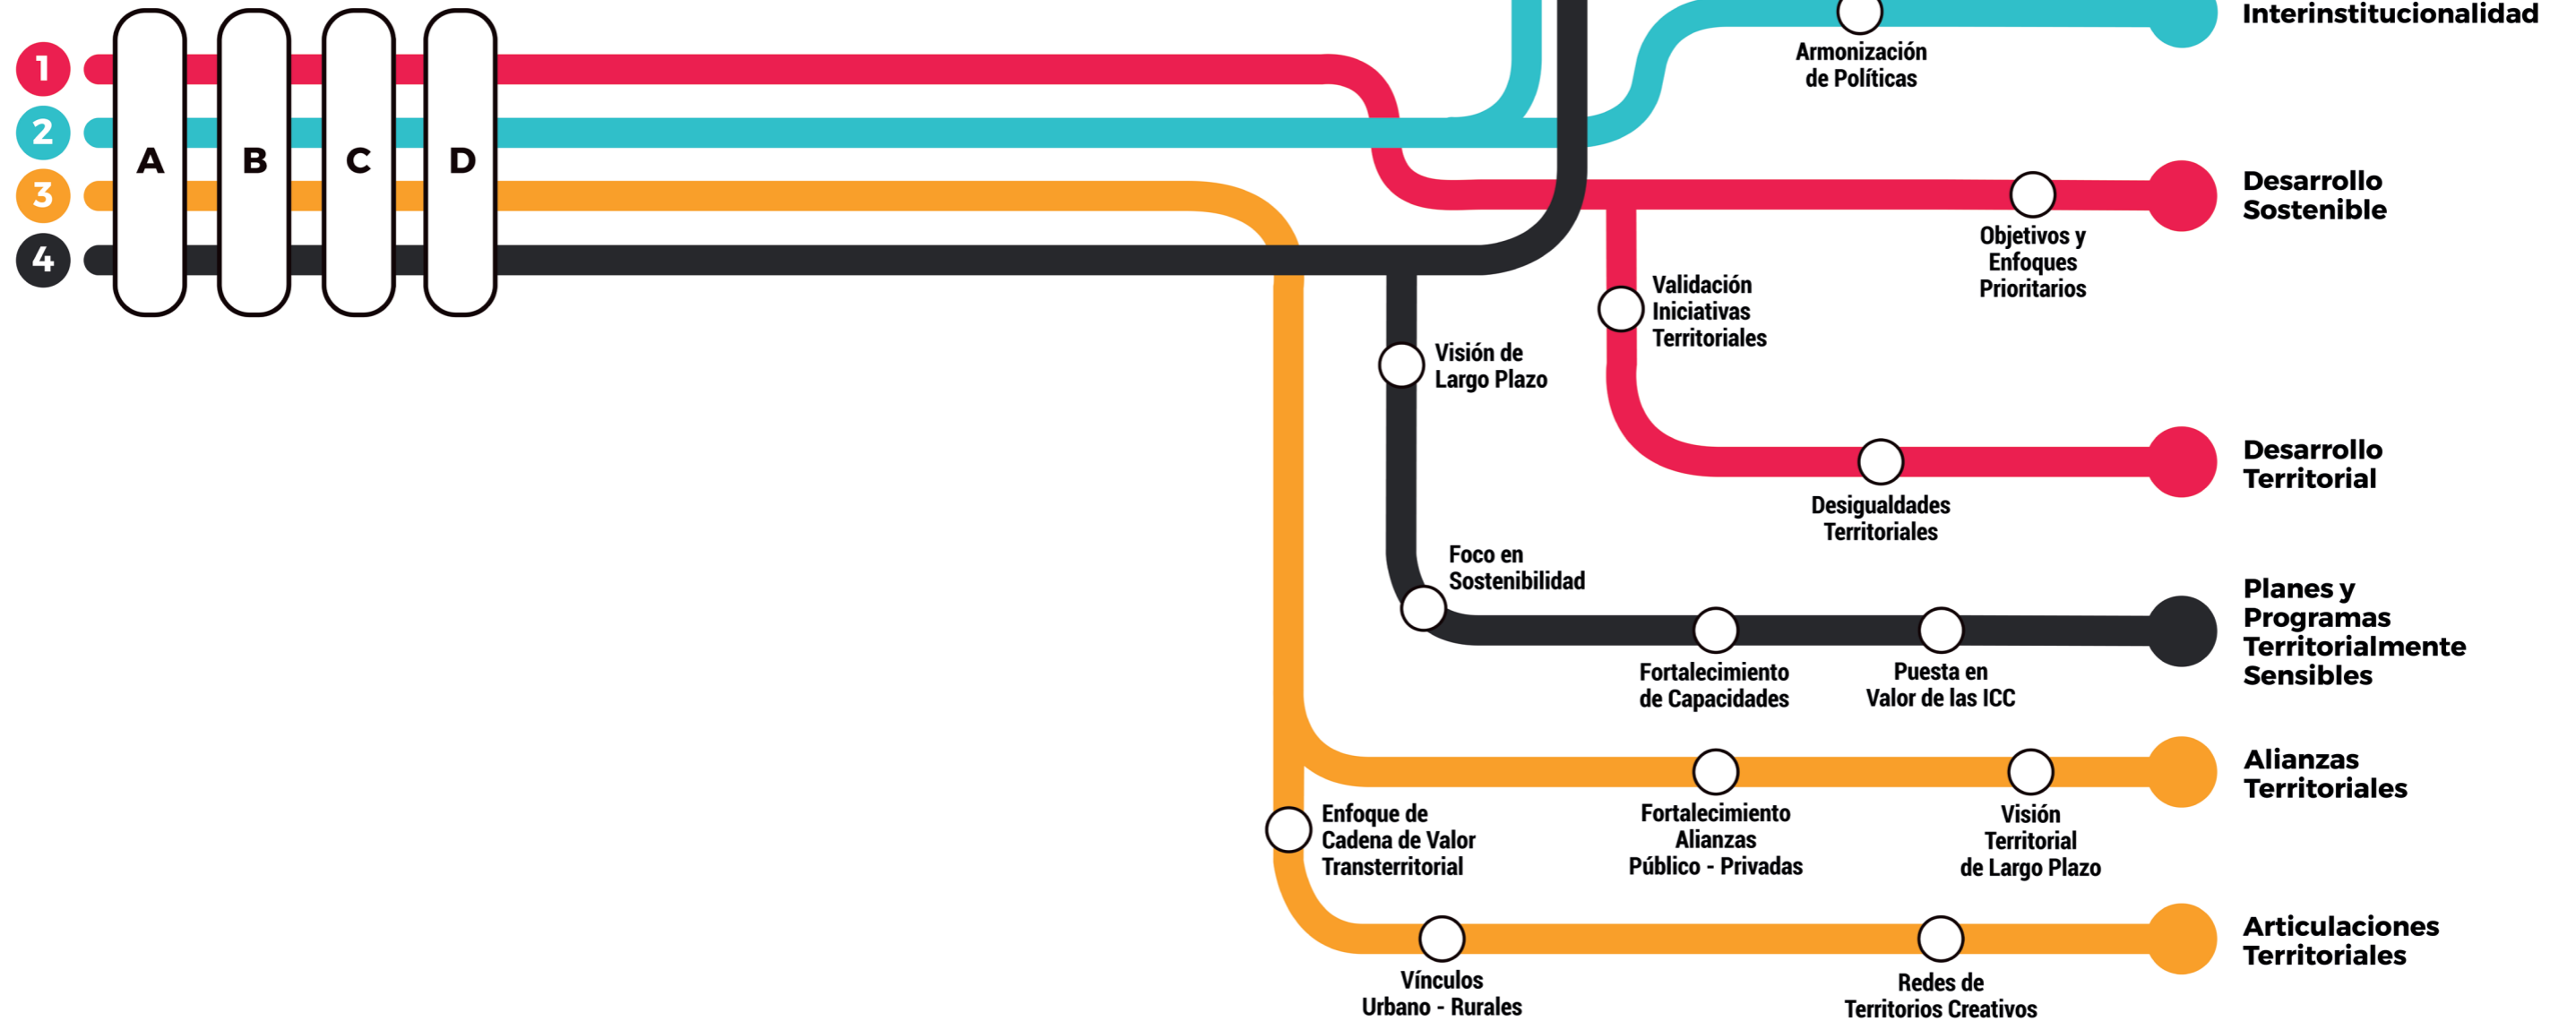 1
2
3
4
A
B
C
D
Interinstitucionalidad
Armonización
de Políticas
Desarrollo
Sostenible
Objetivos y
Enfoques
Prioritarios
Validación
Iniciativas
Territoriales
Visión de
Largo Plazo
Desarrollo
Territorial
Desigualdades
Territoriales
Foco en
Sostenibilidad
Planes y
Programas
Territorialmente
Sensibles
Fortalecimiento
de Capacidades
Puesta en
Valor de las ICC
Alianzas
Territoriales
Enfoque de
Cadena de Valor
Transterritorial
Fortalecimiento
Alianzas
Público - Privadas
Visión
Territorial
de Largo Plazo
Articulaciones
Territoriales
Vínculos
Urbano - Rurales
Redes de
Territorios Creativos